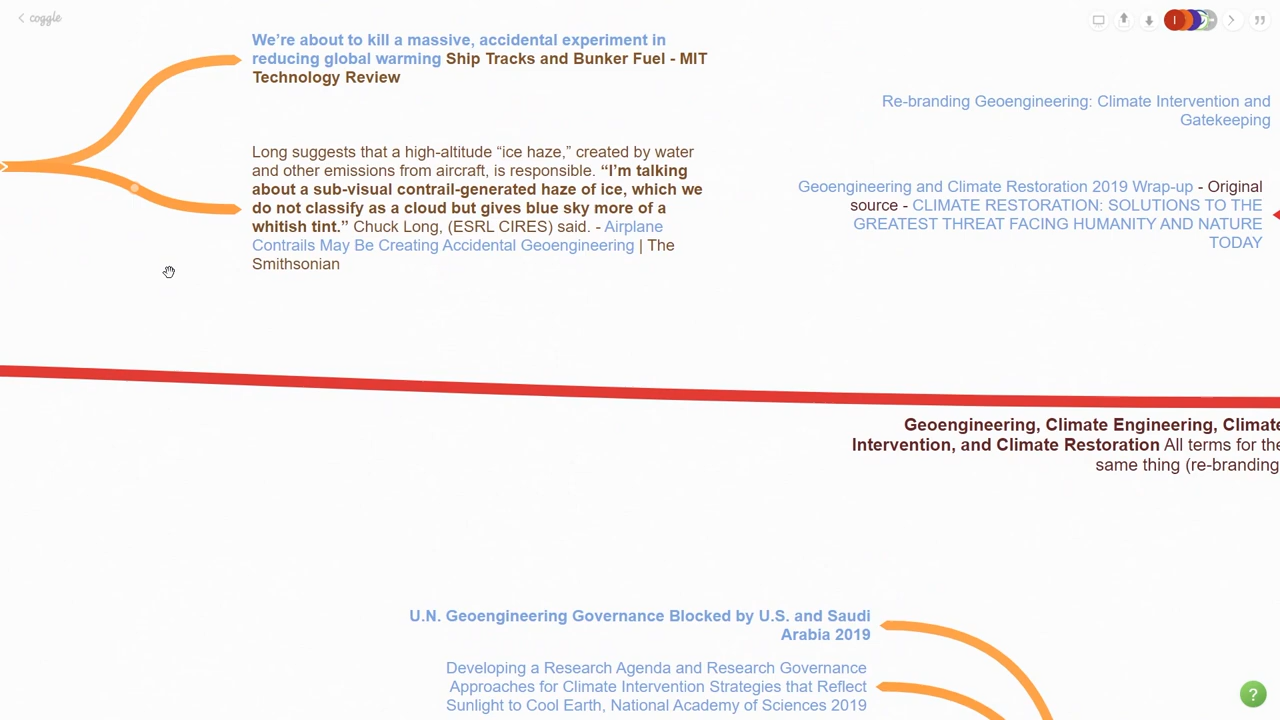 coggle
We're about to kill a massive, accidental experiment in
reducing global warming Ship Tracks and Bunker Fuel - MIT
Technology Review
Long suggests that a high-altitude “ice haze,” created by water
and other emissions from aircraft, is responsible. “I’m talking
about a sub-visual contrail-generated haze of ice, which we
do not classify as a cloud but gives blue sky more of a
whitish tint.” Chuck Long, (ESRL CIRES) said. - Airplane
Contrails May Be Creating Accidental Geoengineering | The
Smithsonian
Re-branding Geoengineering: Climate Intervention and
Gatekeeping
Geoengineering and Climate Restoration 2019 Wrap-up - Original
source - CLIMATE RESTORATION: SOLUTIONS TO THE
GREATEST THREAT FACING HUMANITY AND NATURE
TODAY
Geoengineering, Climate Engineering, Climate
Intervention, and Climate Restoration All terms for the
same thing (re-branding
U.N. Geoengineering Governance Blocked by U.S. and Saudi
Arabia 2019
Developing a Research Agenda and Research Governance
Approaches for Climate Intervention Strategies that Reflect
Sunlight to Cool Earth, National Academy of Sciences 2019
?